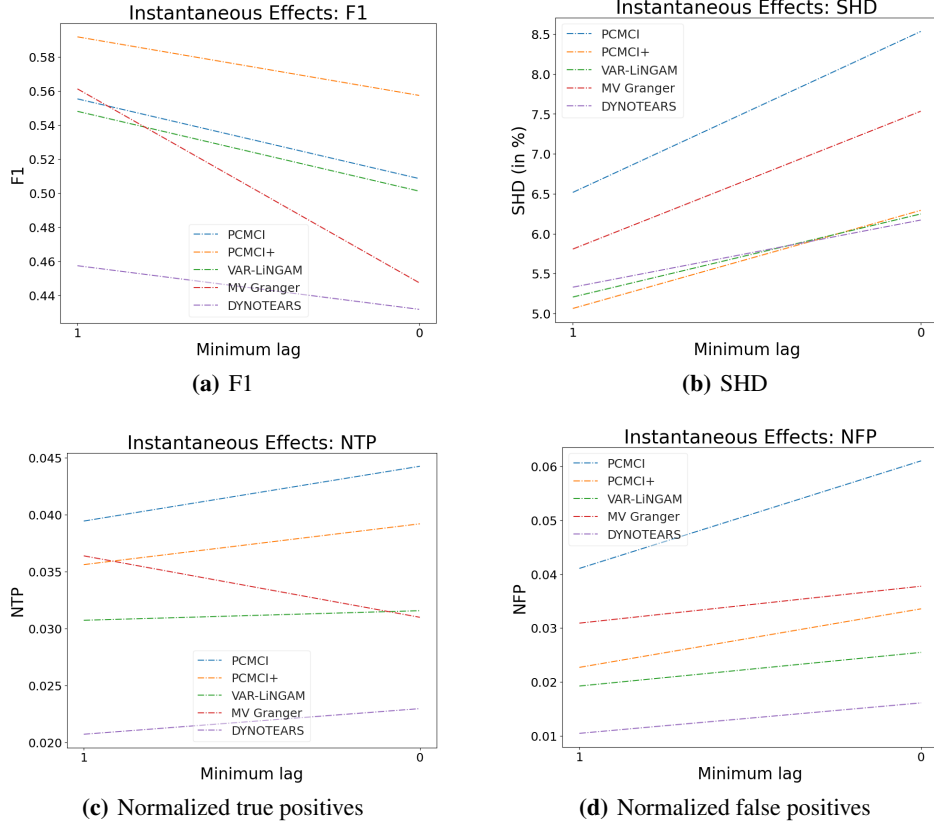 Instantaneous Effects: F1
0.58
0.56
0.54
0.52
0.50
0.48
0.46
0.44
F1
PCMCI
PCMCI+
VAR-LiNGAM
MV Granger
DYNOTEARS
1
0
Minimum lag
(a) F1
Instantaneous Effects: SHD
8.5
8.0
7.5
7.0
6.5
6.0
5.5
5.0
SHD (in %)
PCMCI
PCMCI+
VAR-LiNGAM
MV Granger
DYNOTEARS
1
0
Minimum lag
(b) SHD
Instantaneous Effects: NTP
0.045
0.040
0.035
0.030
0.025
0.020
NTP
PCMCI
PCMCI+
VAR-LiNGAM
MV Granger
DYNOTEARS
1
0
Minimum lag
(c) Normalized true positives
Instantaneous Effects: NFP
0.06
0.05
0.04
0.03
0.02
0.01
NFP
PCMCI
PCMCI+
VAR-LiNGAM
MV Granger
DYNOTEARS
1
0
Minimum lag
(d) Normalized false positives